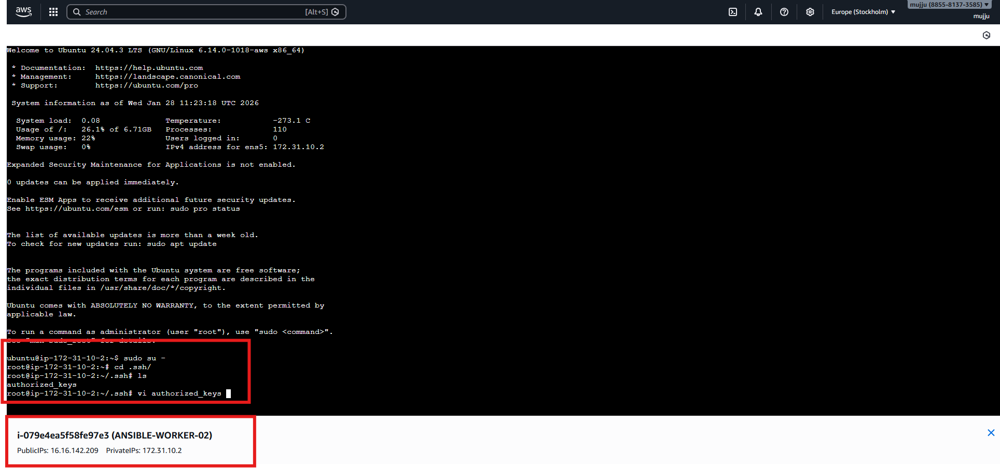 aws
Search [Alt+S]
Europe (Stockholm)
mujju (8855-8137-3585)
mujju
Welcome to Ubuntu 24.04.3 LTS (GNU/Linux 6.14.0-1018-aws x86_64)
* Documentation: https://help.ubuntu.com
* Management: https://landscape.canonical.com
* Support: https://ubuntu.com/pro
System information as of Wed Jan 28 11:23:18 UTC 2026
System load: 0.08 Temperature: -273.1 C
Usage of /: 26.1% of 6.71GB Processes: 110
Memory usage: 22% Users logged in: 0
Swap usage: 0% IPv4 address for ens5: 172.31.10.2
Expanded Security Maintenance for Applications is not enabled.
0 updates can be applied immediately.
Enable ESM Apps to receive additional future security updates.
See https://ubuntu.com/esm or run: sudo pro status
The list of available updates is more than a week old.
To check for new updates run: sudo apt update
The programs included with the Ubuntu system are free software;
the exact distribution terms for each program are described in the
individual files in /usr/share/doc/*/copyright.
Ubuntu comes with ABSOLUTELY NO WARRANTY, to the extent permitted by
applicable law.
To run a command as administrator (user "root"), use "sudo <command>".
See "man sudo_root" for details.
ubuntu@ip-172-31-10-2:~$ sudo su -
root@ip-172-31-10-2:~# cd .ssh/
root@ip-172-31-10-2:~/.ssh# ls
authorized_keys
root@ip-172-31-10-2:~/.ssh# vi authorized_keys
i-079e4ea5f58fe97e3 (ANSIBLE-WORKER-02)
PublicIPs: 16.16.142.209 PrivateIPs: 172.31.10.2